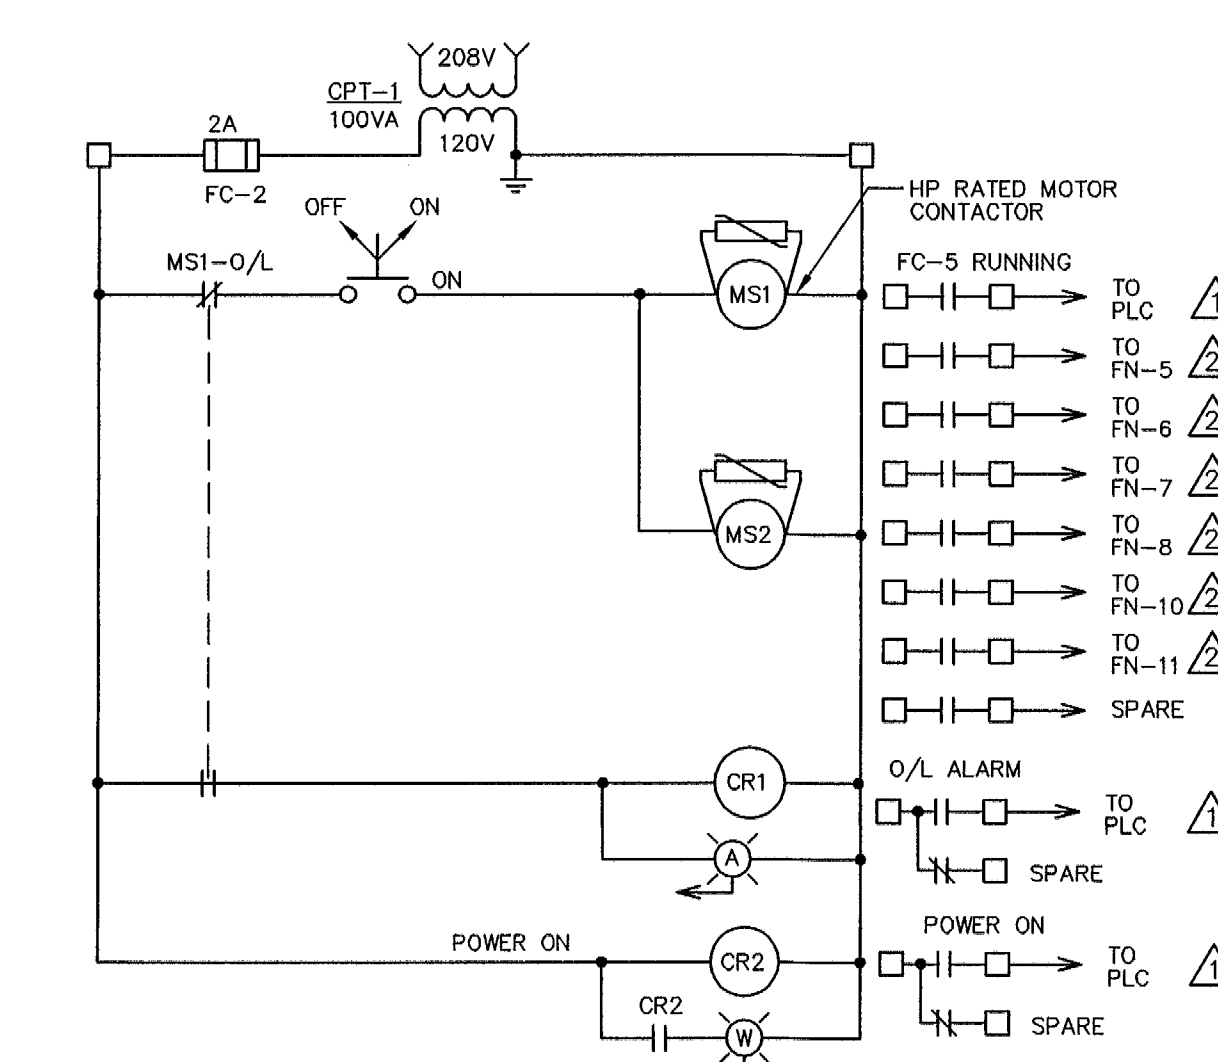 208V
CPT-1
100VA
2A
120V
FC-2
HP RATED MOTOR
CONTACTOR
OFF
ON
MS1-O/L
ON
MS1
FC-5 RUNNING
TO
PLC
1
TO
FN-5
2
TO
FN-6
2
TO
FN-7
2
MS2
TO
FN-8
2
TO
FN-10
2
TO
FN-11
2
SPARE
CR1
O/L ALARM
TO
PLC
1
A
SPARE
POWER ON
CR2
POWER ON
TO
PLC
1
CR2
W
SPARE